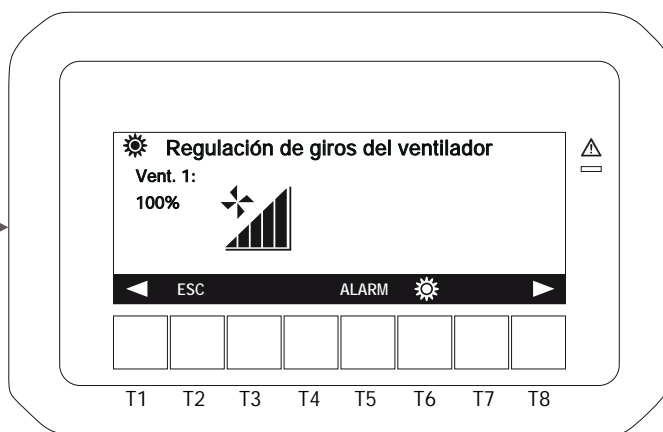 Regulación de giros del ventilador
Vent. 1:
100%
ESC ALARM
T1 T2 T3 T4 T5 T6 T7 T8